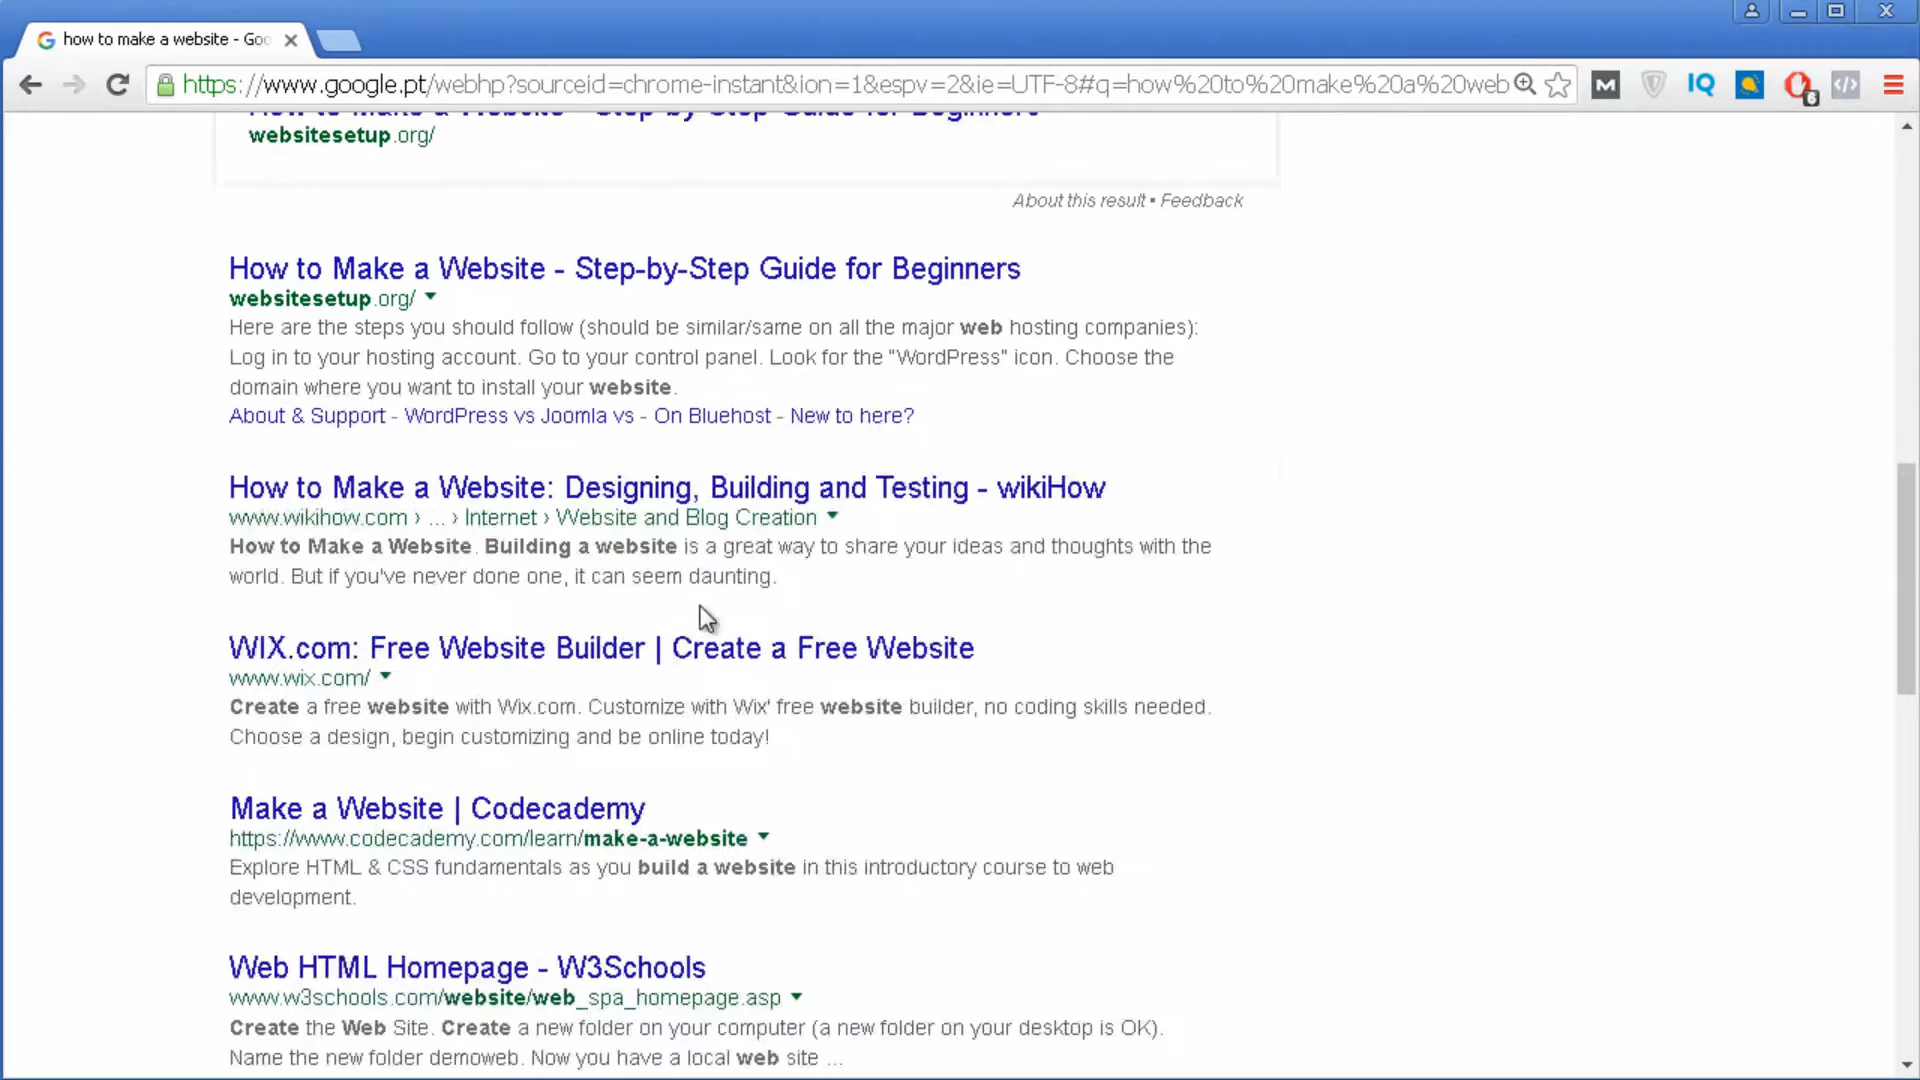 how to make a website - Goo
https://www.google.pt/webhp?sourceid=chrome-instant&ion=1&espv=2&ie=UTF-8#q=how%20to%20make%20a%20web
M
IQ
6
How to Make a Website - Step-by-Step Guide for Beginners
websitesetup.org/
About this result • Feedback
How to Make a Website - Step-by-Step Guide for Beginners
websitesetup.org/
Here are the steps you should follow (should be similar/same on all the major web hosting companies):
Log in to your hosting account. Go to your control panel. Look for the "WordPress" icon. Choose the
domain where you want to install your website.
About & Support - WordPress vs Joomla vs - On Bluehost - New to here?
How to Make a Website: Designing, Building and Testing - wikiHow
www.wikihow.com › ... › Internet › Website and Blog Creation
How to Make a Website. Building a website is a great way to share your ideas and thoughts with the
world. But if you've never done one, it can seem daunting.
WIX.com: Free Website Builder | Create a Free Website
www.wix.com/
Create a free website with Wix.com. Customize with Wix' free website builder, no coding skills needed.
Choose a design, begin customizing and be online today!
Make a Website | Codecademy
https://www.codecademy.com/learn/make-a-website
Explore HTML & CSS fundamentals as you build a website in this introductory course to web
development.
Web HTML Homepage - W3Schools
www.w3schools.com/website/web_spa_homepage.asp
Create the Web Site. Create a new folder on your computer (a new folder on your desktop is OK).
Name the new folder demoweb. Now you have a local web site ...